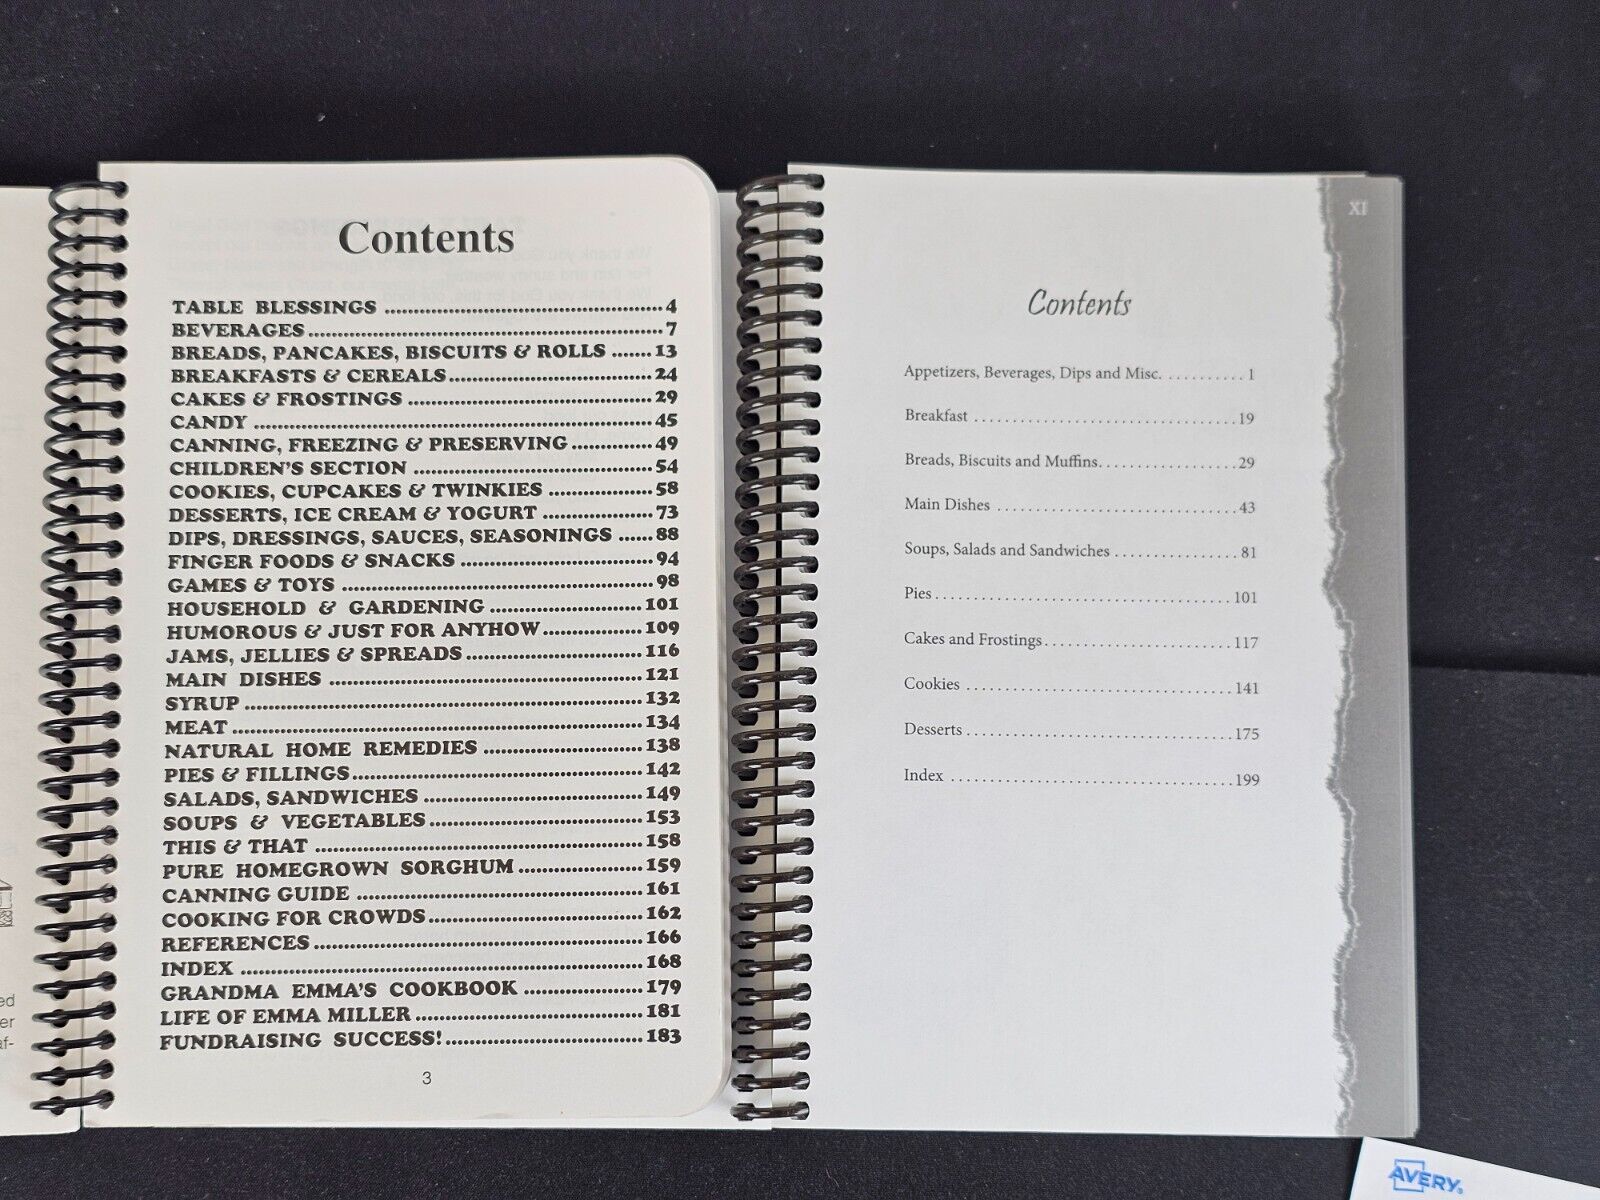 Contents
TABLE BLESSINGS ........ 4
BEVERAGES ........ 7
BREADS, PANCAKES, BISCUITS & ROLLS ....... 13
BREAKFASTS & CEREALS ........ 24
CAKES & FROSTINGS ........ 29
CANDY ........ 45
CANNING, FREEZING & PRESERVING ........ 49
CHILDREN'S SECTION ........ 54
COOKIES, CUPCAKES & TWINKIES ........ 58
DESSERTS, ICE CREAM & YOGURT ........ 73
DIPS, DRESSINGS, SAUCES, SEASONINGS ...... 88
FINGER FOODS & SNACKS ........ 94
GAMES & TOYS ........ 98
HOUSEHOLD & GARDENING ........ 101
HUMOROUS & JUST FOR ANYHOW ........ 109
JAMS, JELLIES & SPREADS ........ 116
MAIN DISHES ........ 121
SYRUP ........ 132
MEAT ........ 134
NATURAL HOME REMEDIES ........ 138
PIES & FILLINGS ........ 142
SALADS, SANDWICHES ........ 149
SOUPS & VEGETABLES ........ 153
THIS & THAT ........ 158
PURE HOMEGROWN SORGHUM ........ 159
CANNING GUIDE ........ 161
COOKING FOR CROWDS ........ 162
REFERENCES ........ 166
INDEX ........ 168
GRANDMA EMMA'S COOKBOOK ........ 179
LIFE OF EMMA MILLER ........ 181
FUNDRAISING SUCCESS! ........ 183
3
XI
Contents
Appetizers, Beverages, Dips and Misc. ........ 1
Breakfast ........ 19
Breads, Biscuits and Muffins ........ 29
Main Dishes ........ 43
Soups, Salads and Sandwiches ........ 81
Pies ........ 101
Cakes and Frostings ........ 117
Cookies ........ 141
Desserts ........ 175
Index ........ 199
AVERY